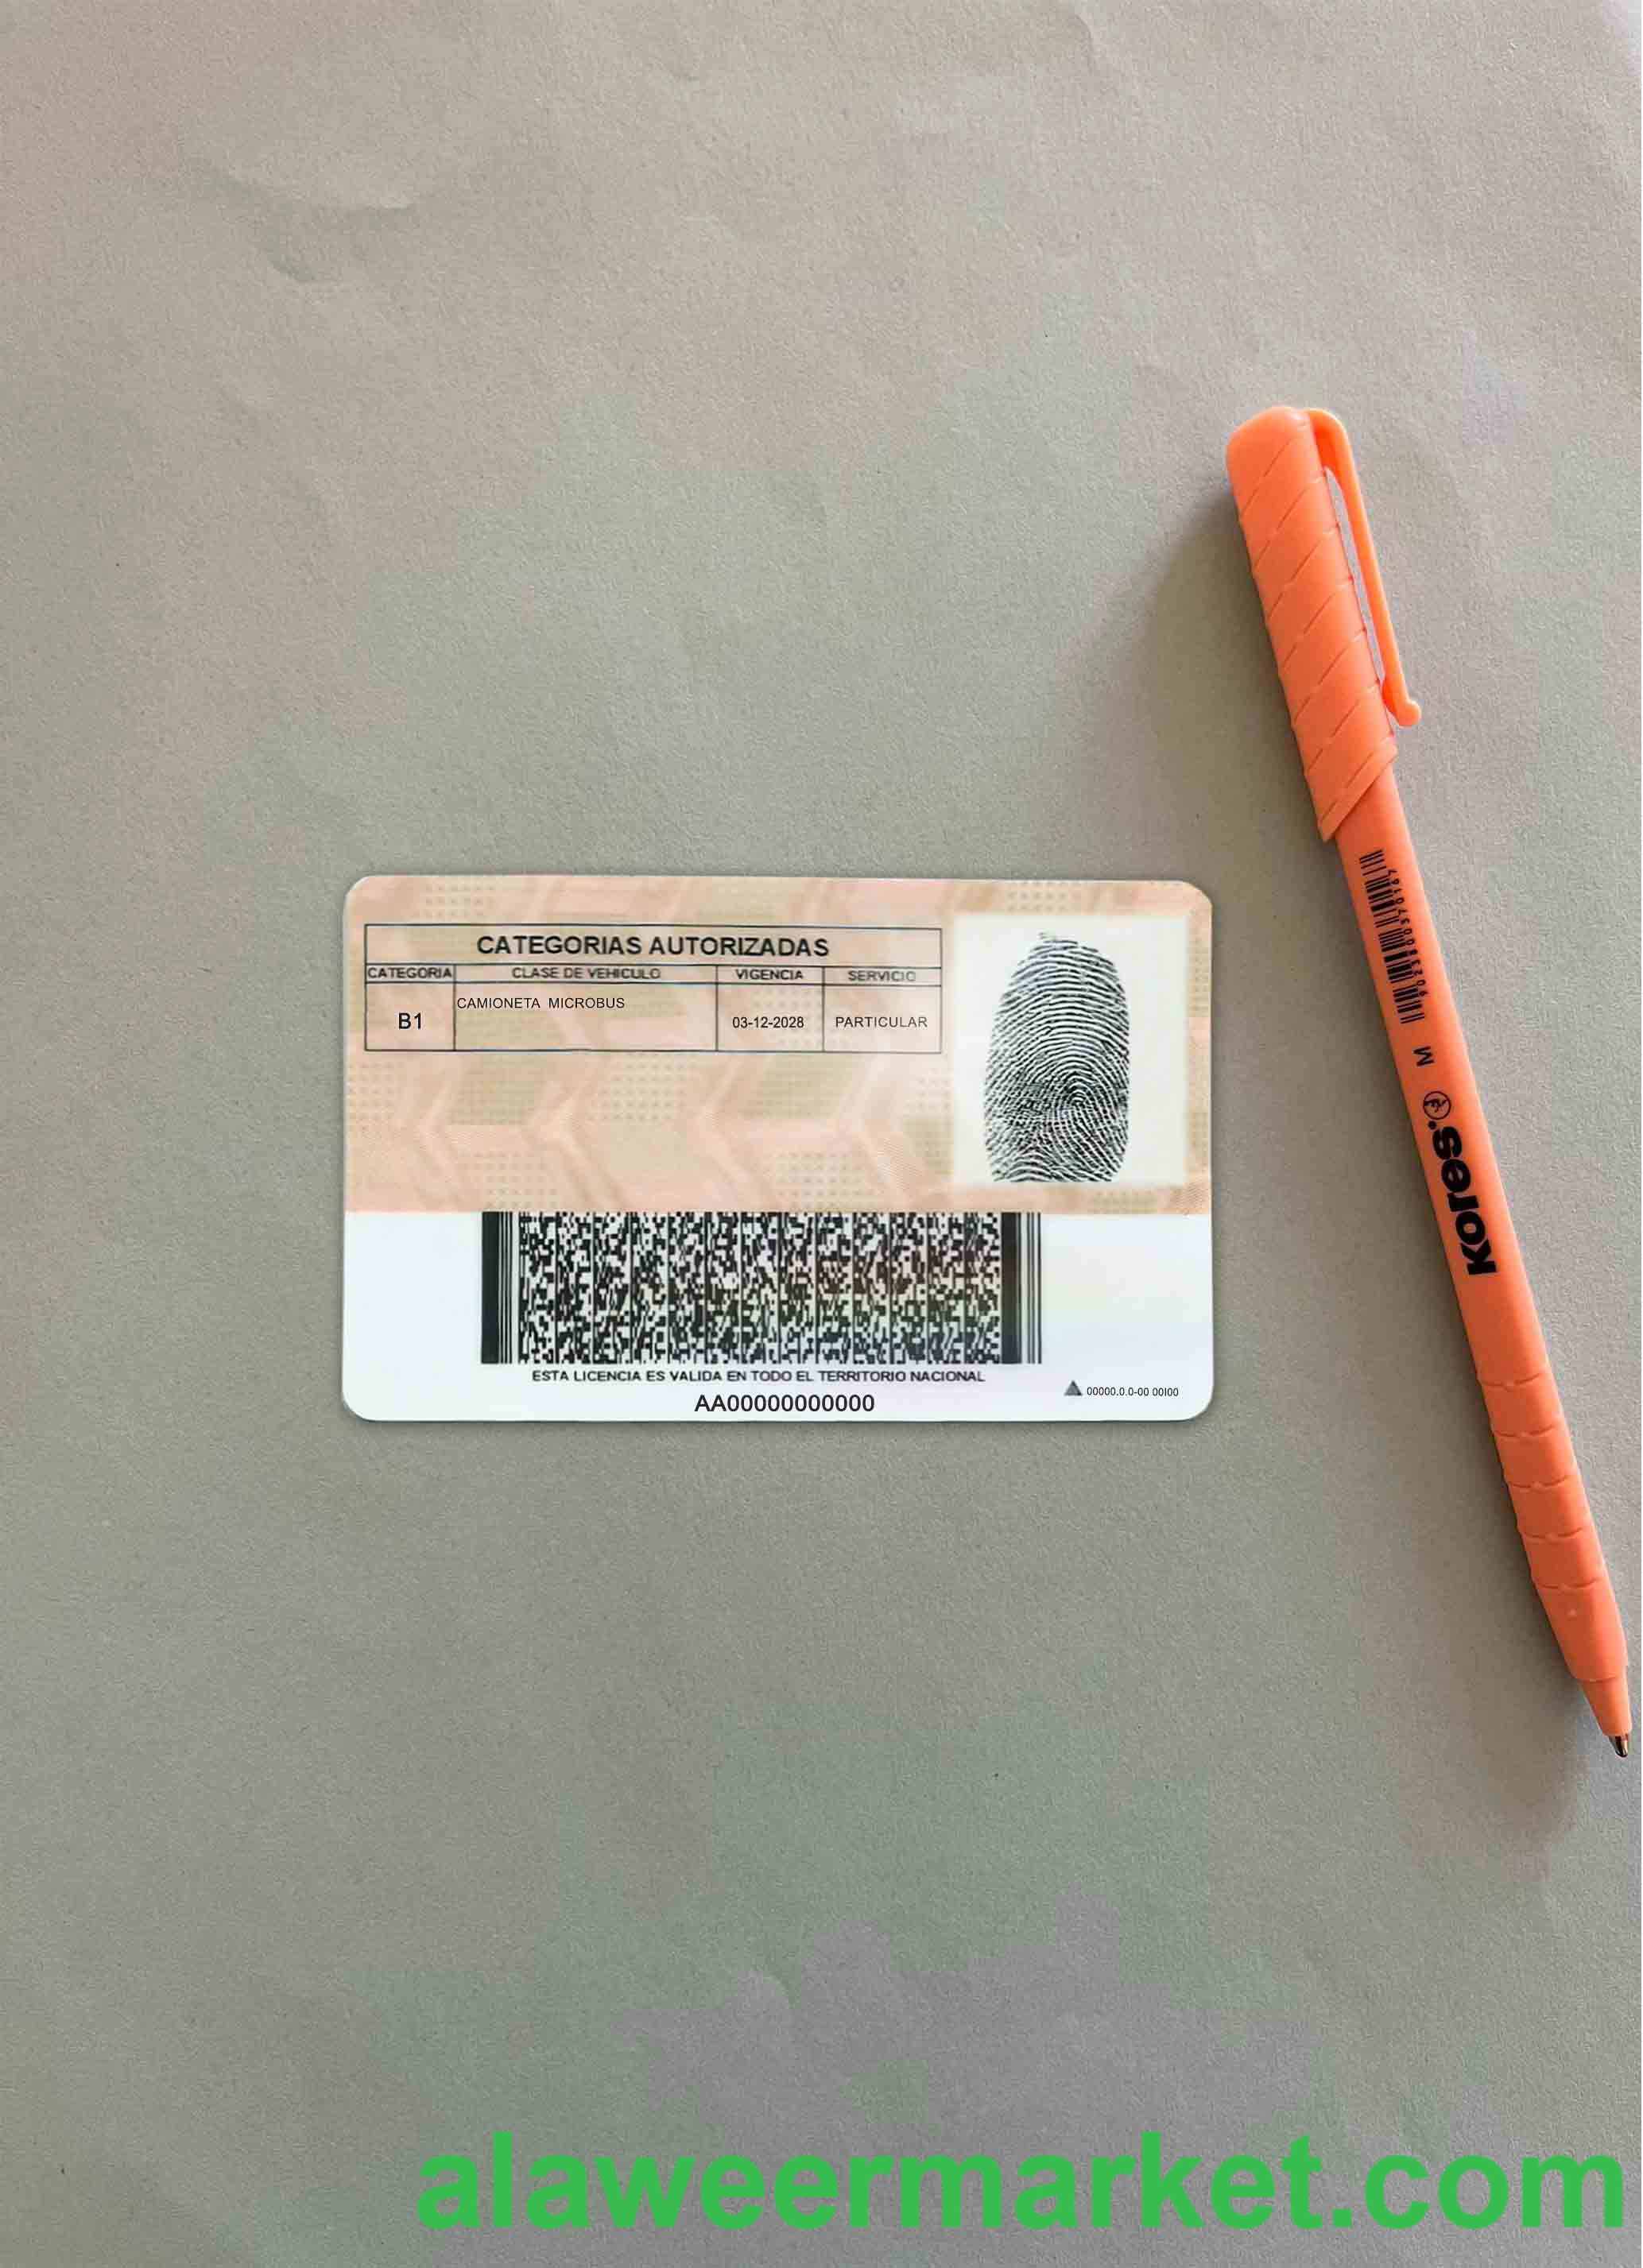 CATEGORIAS AUTORIZADAS
CATEGORIA CLASE DE VEHICULO VIGENCIA SERVICIO
B1 CAMIONETA MICROBUS 03-12-2028 PARTICULAR
ESTA LICENCIA ES VALIDA EN TODO EL TERRITORIO NACIONAL
AA00000000000
00000.0.0-00 00I00
9023800370167
M
Kores
alaweermarket.com